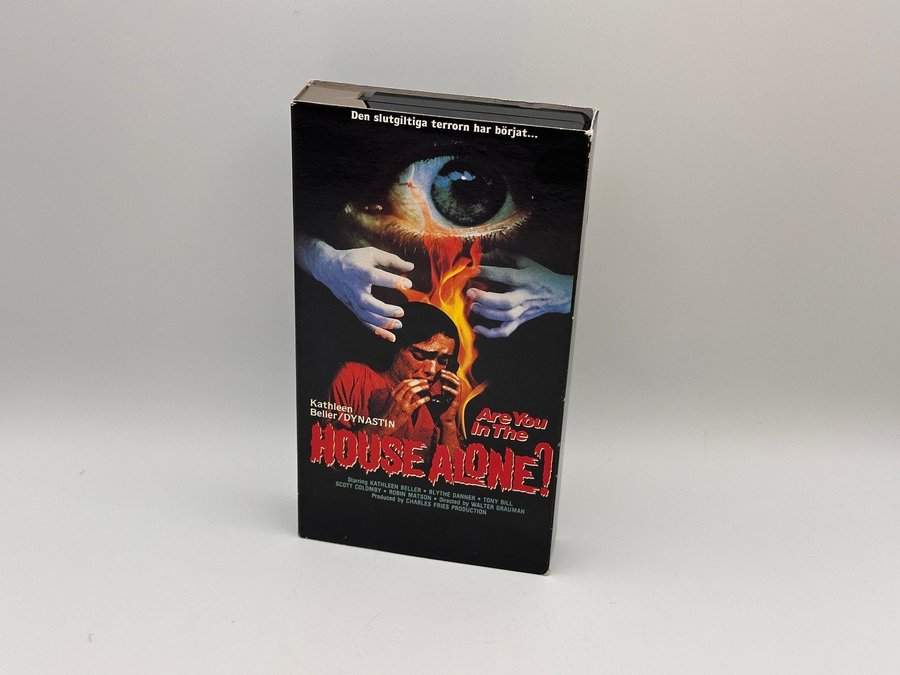 Den slutgiltiga terrorn har börjat...
Kathleen
Beller/DYNASTIN
Are You
In The
HOUSE ALONE?
Starring KATHLEEN BELLER • BLYTHE DANNER • TONY BILL
SCOTT COLOMBY • ROBIN MATSON • Directed by WALTER GRAUMAN
Produced by CHARLES FRIES PRODUCTION